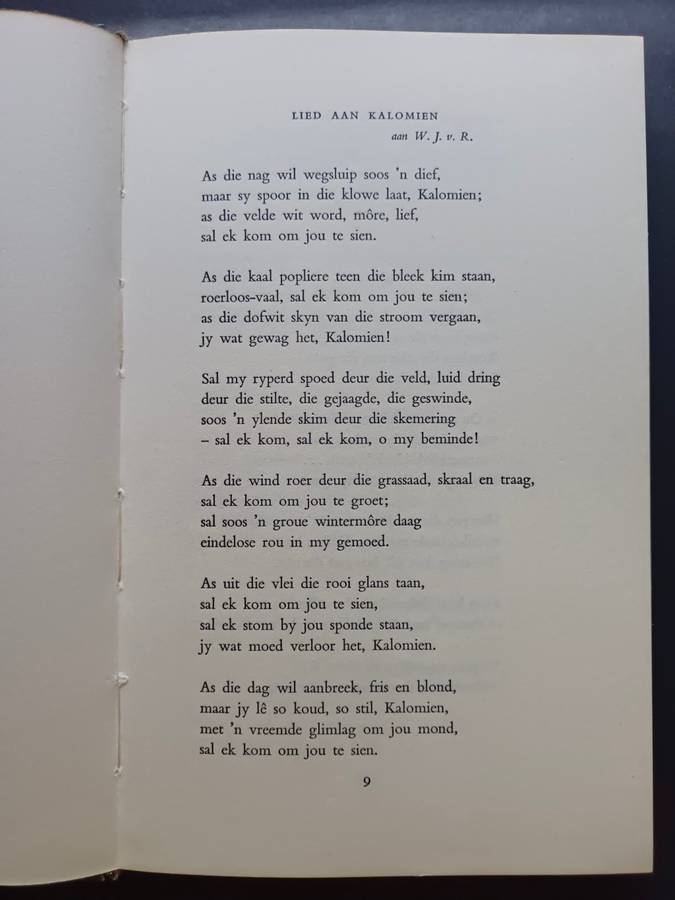 LIED AAN KALOMIEN
aan W. J. v. R.
As die nag wil wegsluip soos 'n dief,
maar sy spoor in die klowe laat, Kalomien;
as die velde wit word, môre, lief,
sal ek kom om jou te sien.
As die kaal popliere teen die bleek kim staan,
roerloos-vaal, sal ek kom om jou te sien;
as die dofwit skyn van die stroom vergaan,
jy wat gewag het, Kalomien!
Sal my ryperd spoed deur die veld, luid dring
deur die stilte, die gejaagde, die geswinde,
soos 'n ylende skim deur die skemering
– sal ek kom, sal ek kom, o my beminde!
As die wind roer deur die grassaad, skraal en traag,
sal ek kom om jou te groet;
sal soos 'n groue wintermôre daag
eindelose rou in my gemoed.
As uit die vlei die rooi glans taan,
sal ek kom om jou te sien,
sal ek stom by jou sponde staan,
jy wat moed verloor het, Kalomien.
As die dag wil aanbreek, fris en blond,
maar jy lê so koud, so stil, Kalomien,
met 'n vreemde glimlag om jou mond,
sal ek kom om jou te sien.
9